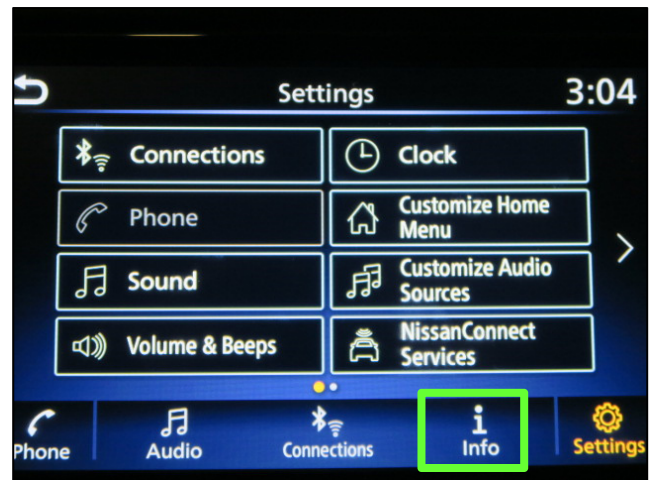 Settings
3:04
Connections
Clock
Phone
Customize Home
Menu
Sound
Customize Audio
Sources
Volume & Beeps
NissanConnect
Services
Phone
Audio
Connections
Info
Settings